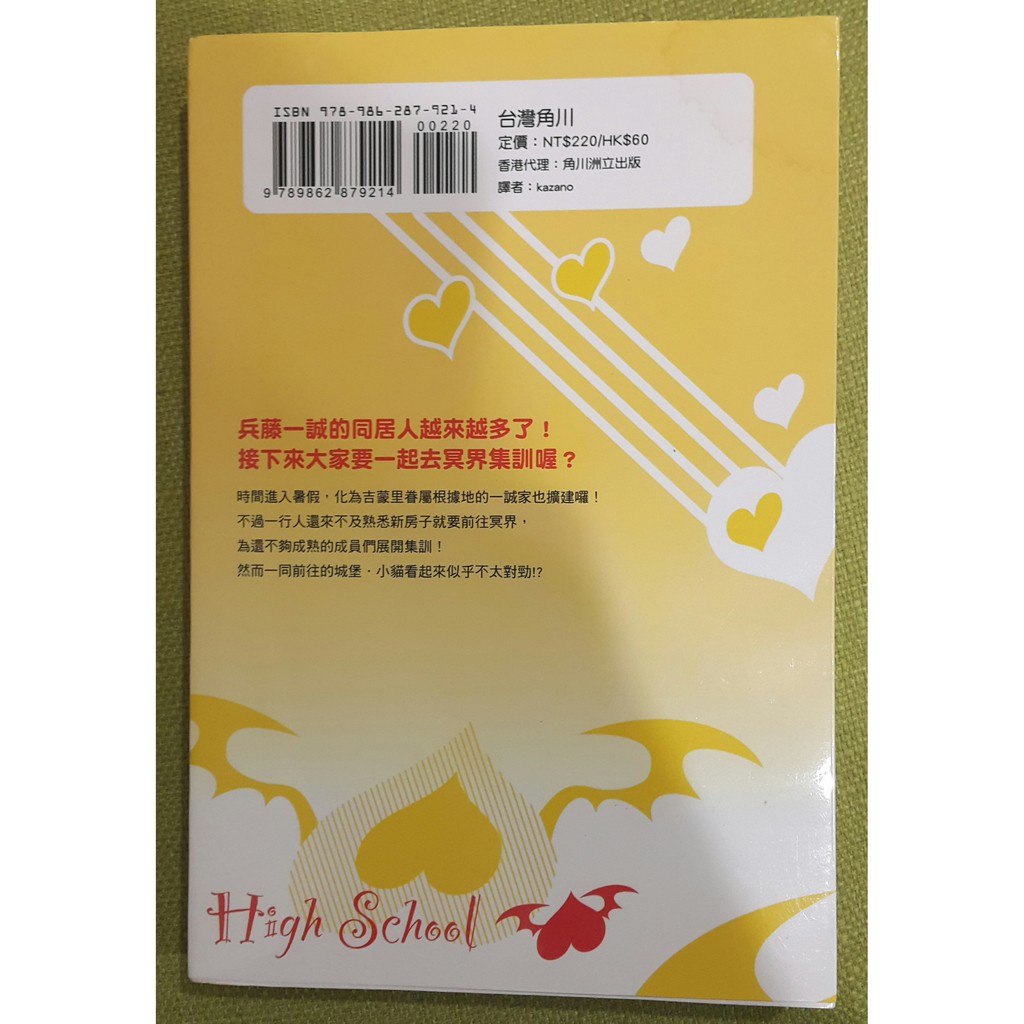 ISBN 978-986-287-921-4
00220
9 789862 879214
台灣角川
定價：NT$220/HK$60
香港代理：角川洲立出版
譯者：kazano
兵藤一誠的同居人越來越多了！
接下來大家要一起去冥界集訓喔？
時間進入暑假，化為吉蒙里眷屬根據地的一誠家也擴建囉！
不過一行人還來不及熟悉新房子就要前往冥界，
為還不夠成熟的成員們展開集訓！
然而一同前往的城堡．小貓看起來似乎不太對勁!?
High School